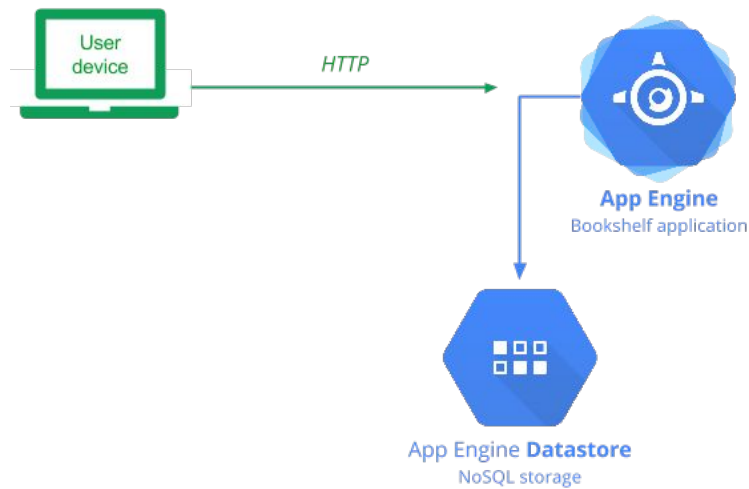 User
device
HTTP
App Engine
Bookshelf application
App Engine Datastore
NoSQL storage